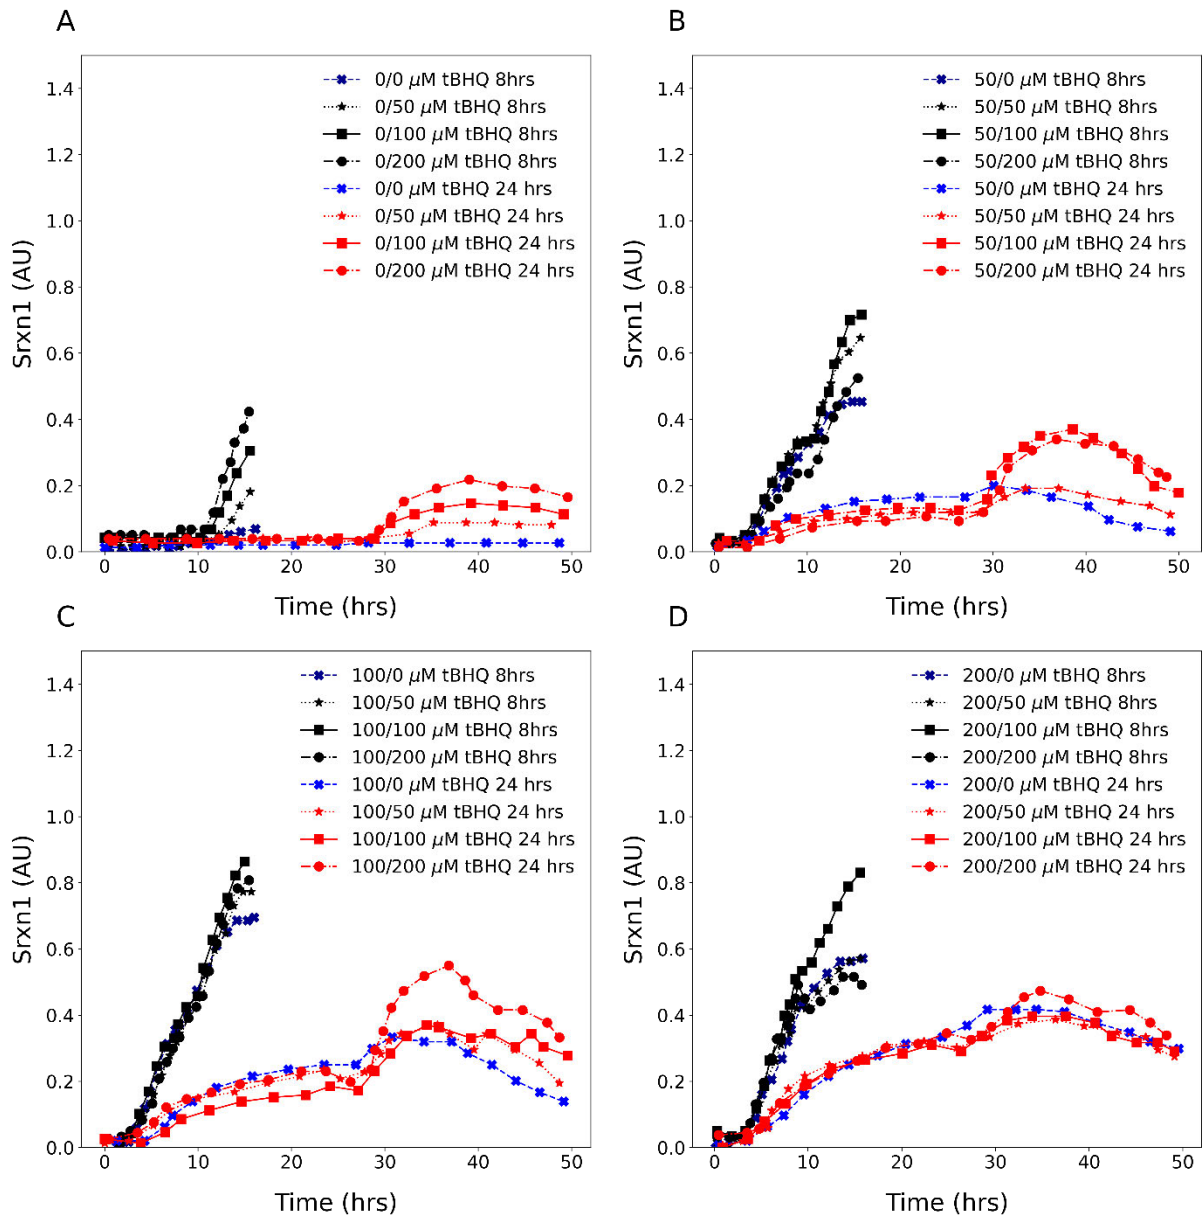 A
1.4
1.2
1.0
0.8
0.6
0.4
0.2
0.0
Srxn1 (AU)
0/0 μM tBHQ 8hrs
0/50 μM tBHQ 8hrs
0/100 μM tBHQ 8hrs
0/200 μM tBHQ 8hrs
0/0 μM tBHQ 24 hrs
0/50 μM tBHQ 24 hrs
0/100 μM tBHQ 24 hrs
0/200 μM tBHQ 24 hrs
0 10 20 30 40 50
Time (hrs)
B
1.4
1.2
1.0
0.8
0.6
0.4
0.2
0.0
Srxn1 (AU)
50/0 μM tBHQ 8hrs
50/50 μM tBHQ 8hrs
50/100 μM tBHQ 8hrs
50/200 μM tBHQ 8hrs
50/0 μM tBHQ 24 hrs
50/50 μM tBHQ 24 hrs
50/100 μM tBHQ 24 hrs
50/200 μM tBHQ 24 hrs
0 10 20 30 40 50
Time (hrs)
C
1.4
1.2
1.0
0.8
0.6
0.4
0.2
0.0
Srxn1 (AU)
100/0 μM tBHQ 8hrs
100/50 μM tBHQ 8hrs
100/100 μM tBHQ 8hrs
100/200 μM tBHQ 8hrs
100/0 μM tBHQ 24 hrs
100/50 μM tBHQ 24 hrs
100/100 μM tBHQ 24 hrs
100/200 μM tBHQ 24 hrs
0 10 20 30 40 50
Time (hrs)
D
1.4
1.2
1.0
0.8
0.6
0.4
0.2
0.0
Srxn1 (AU)
200/0 μM tBHQ 8hrs
200/50 μM tBHQ 8hrs
200/100 μM tBHQ 8hrs
200/200 μM tBHQ 8hrs
200/0 μM tBHQ 24 hrs
200/50 μM tBHQ 24 hrs
200/100 μM tBHQ 24 hrs
200/200 μM tBHQ 24 hrs
0 10 20 30 40 50
Time (hrs)